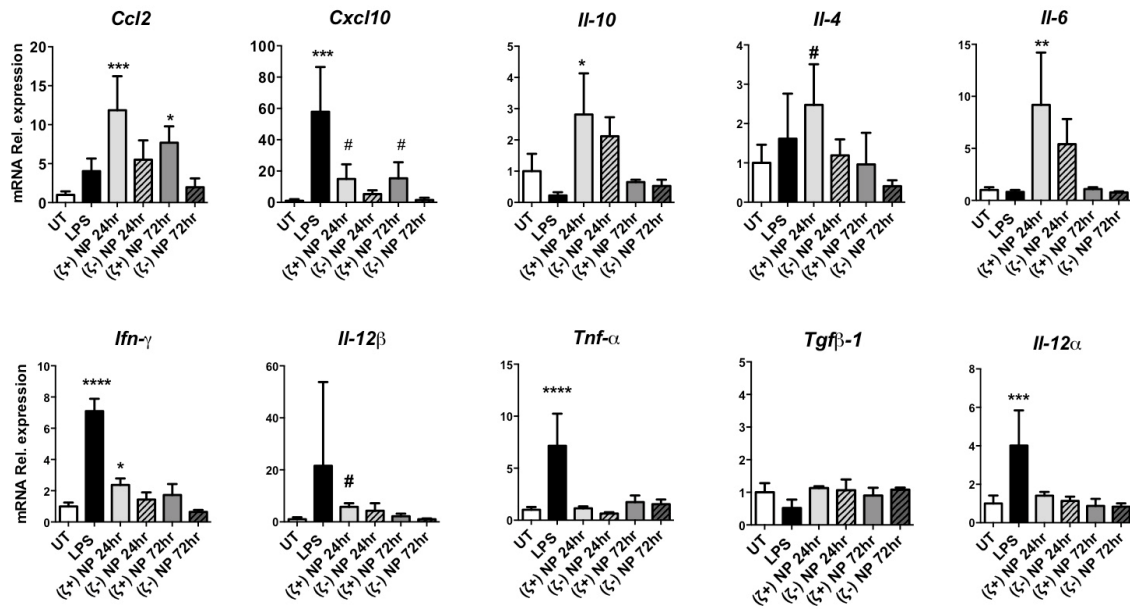 Ccl2
Cxcl10
Il-10
Il-4
Il-6
mRNA Rel. expression
20
15
10
5
0
***
*
UT
LPS
(ζ+) NP 24hr
(ζ-) NP 24hr
(ζ+) NP 72hr
(ζ-) NP 72hr
100
80
60
40
20
0
***
#
#
UT
LPS
(ζ+) NP 24hr
(ζ-) NP 24hr
(ζ+) NP 72hr
(ζ-) NP 72hr
5
4
3
2
1
0
*
UT
LPS
(ζ+) NP 24hr
(ζ-) NP 24hr
(ζ+) NP 72hr
(ζ-) NP 72hr
4
3
2
1
0
#
UT
LPS
(ζ+) NP 24hr
(ζ-) NP 24hr
(ζ+) NP 72hr
(ζ-) NP 72hr
15
10
5
0
**
UT
LPS
(ζ+) NP 24hr
(ζ-) NP 24hr
(ζ+) NP 72hr
(ζ-) NP 72hr
Ifn-γ
Il-12β
Tnf-α
Tgfβ-1
Il-12α
mRNA Rel. expression
10
8
6
4
2
0
****
*
UT
LPS
(ζ+) NP 24hr
(ζ-) NP 24hr
(ζ+) NP 72hr
(ζ-) NP 72hr
60
40
20
0
#
UT
LPS
(ζ+) NP 24hr
(ζ-) NP 24hr
(ζ+) NP 72hr
(ζ-) NP 72hr
15
10
5
0
****
UT
LPS
(ζ+) NP 24hr
(ζ-) NP 24hr
(ζ+) NP 72hr
(ζ-) NP 72hr
5
4
3
2
1
0
UT
LPS
(ζ+) NP 24hr
(ζ-) NP 24hr
(ζ+) NP 72hr
(ζ-) NP 72hr
8
6
4
2
0
***
UT
LPS
(ζ+) NP 24hr
(ζ-) NP 24hr
(ζ+) NP 72hr
(ζ-) NP 72hr